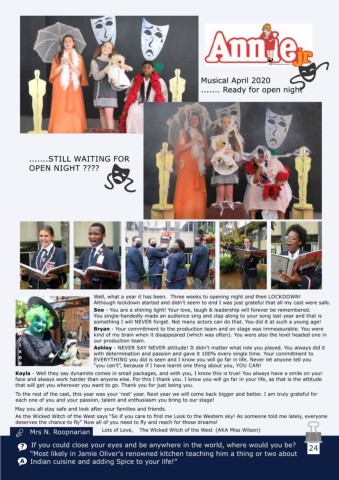 Annie jr
Musical April 2020
....... Ready for open night
.......STILL WAITING FOR
OPEN NIGHT ????
Well, what a year it has been. Three weeks to opening night and then LOCKDOWN!
Although lockdown started and didn't seem to end I was just grateful that all my cast were safe.
Soo - You are a shining light! Your love, laugh & leadership will forever be remembered.
You single-handedly made an audience sing and clap along to your song last year and that is
something I will NEVER forget. Not many actors can do that. You did it at such a young age!
Bryan - Your commitment to the production team and on stage was immeasurable. You were
kind of my brain when it disappeared (which was often). You were also the level headed one in
our production team.
Ashley - NEVER SAY NEVER attitude! It didn't matter what role you played. You always did it
with determination and passion and gave it 100% every single time. Your commitment to
EVERYTHING you did is seen and I know you will go far in life. Never let anyone tell you
"you can't", because if I have learnt one thing about you, YOU CAN!
Kayla - Well they say dynamite comes in small packages, and with you, I know this is true! You always have a smile on your
face and always work harder than anyone else. For this I thank you. I know you will go far in your life, as that is the attitude
that will get you wherever you want to go. Thank you for just being you.
To the rest of the cast, this year was your 'rest' year. Next year we will come back bigger and better. I am truly grateful for
each one of you and your passion, talent and enthusiasm you bring to our stage!
May you all stay safe and look after your families and friends.
As the Wicked Witch of the West says "So if you care to find me Look to the Western sky! As someone told me lately, everyone
deserves the chance to fly" Now all of you need to fly and reach for those dreams!
Lots of Love, The Wicked Witch of the West (AKA Miss Wilson)
Mrs N. Roopnarian
Q If you could close your eyes and be anywhere in the world, where would you be?
A "Most likely in Jamie Oliver's renowned kitchen teaching him a thing or two about
Indian cuisine and adding Spice to your life!"
24